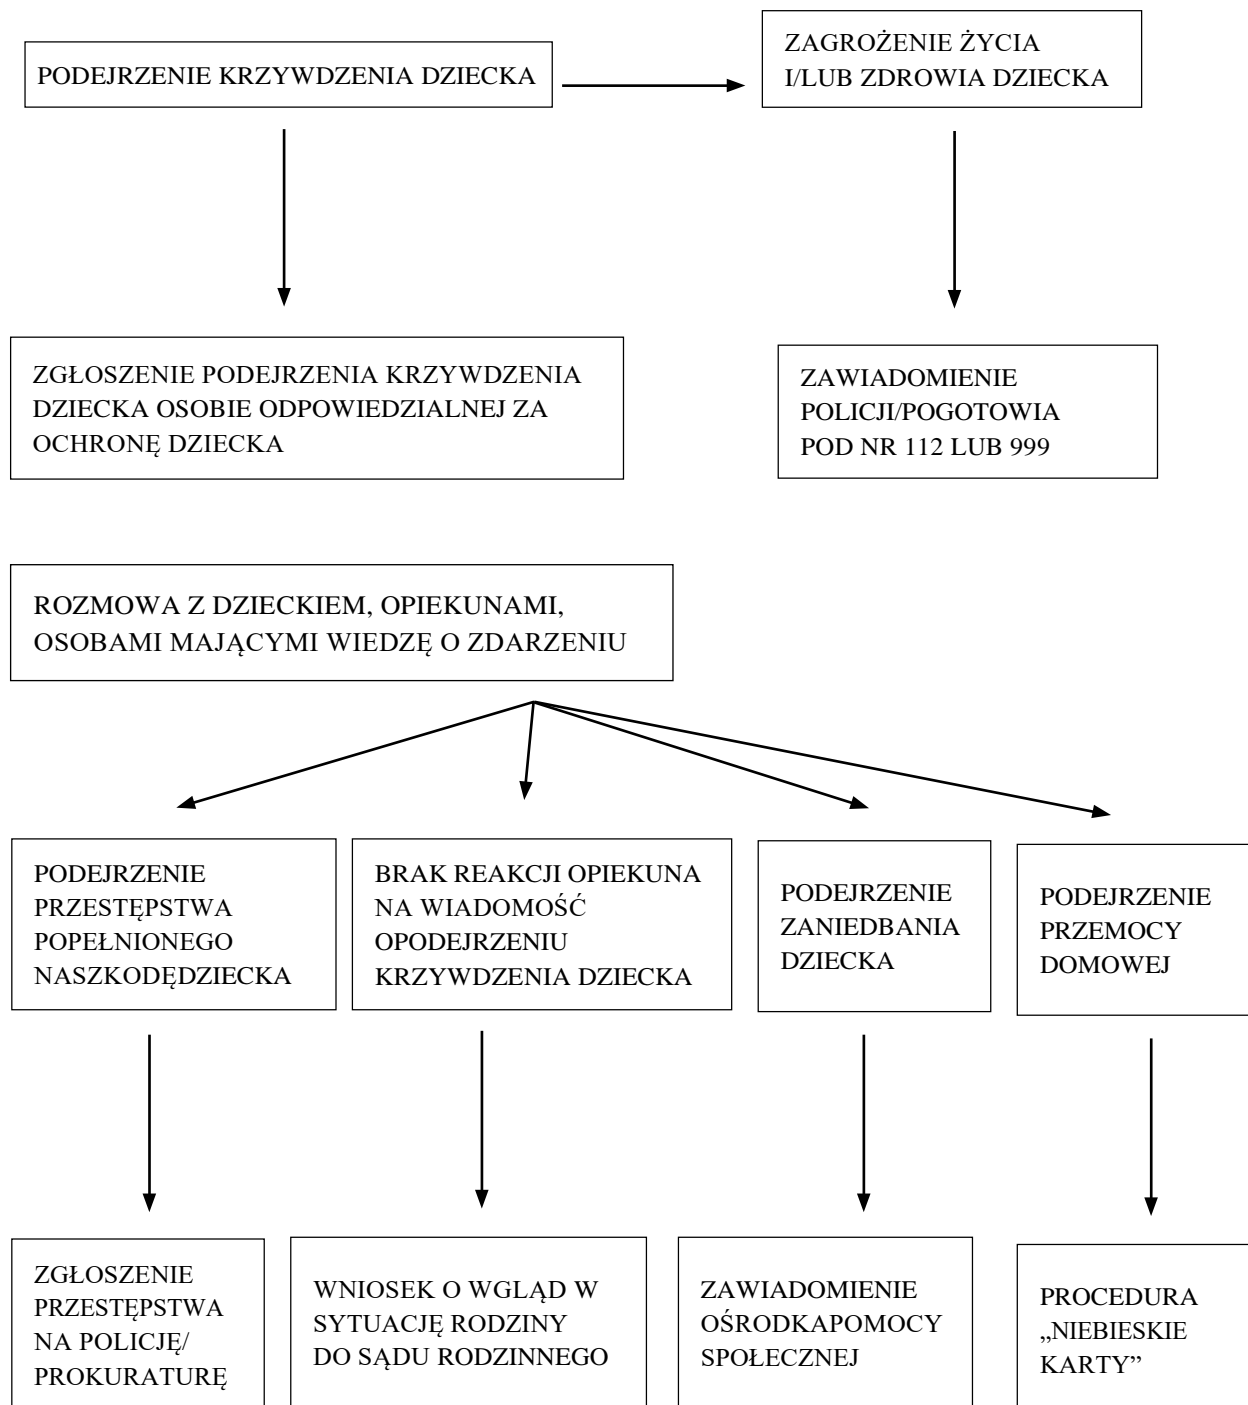 PODEJRZENIE KRZYWDZENIA DZIECKA
ZAGROŻENIE ŻYCIA
I/LUB ZDROWIA DZIECKA
ZGŁOSZENIE PODEJRZENIA KRZYWDZENIA
DZIECKA OSOBIE ODPOWIEDZIALNEJ ZA
OCHRONĘ DZIECKA
ZAWIADOMIENIE
POLICJI/POGOTOWIA
POD NR 112 LUB 999
ROZMOWA Z DZIECKIEM, OPIEKUNAMI,
OSOBAMI MAJĄCYMI WIEDZĘ O ZDARZENIU
PODEJRZENIE
PRZESTĘPSTWA
POPEŁNIONEGO
NASZKODĘDZIECKA
BRAK REAKCJI OPIEKUNA
NA WIADOMOŚĆ
OPODEJRZENIU
KRZYWDZENIA DZIECKA
PODEJRZENIE
ZANIEDBANIA
DZIECKA
PODEJRZENIE
PRZEMOCY
DOMOWEJ
ZGŁOSZENIE
PRZESTĘPSTWA
NA POLICJĘ/
PROKURATURĘ
WNIOSEK O WGLĄD W
SYTUACJĘ RODZINY
DO SĄDU RODZINNEGO
ZAWIADOMIENIE
OŚRODKAPOMOCY
SPOŁECZNEJ
PROCEDURA
„NIEBIESKIE
KARTY”